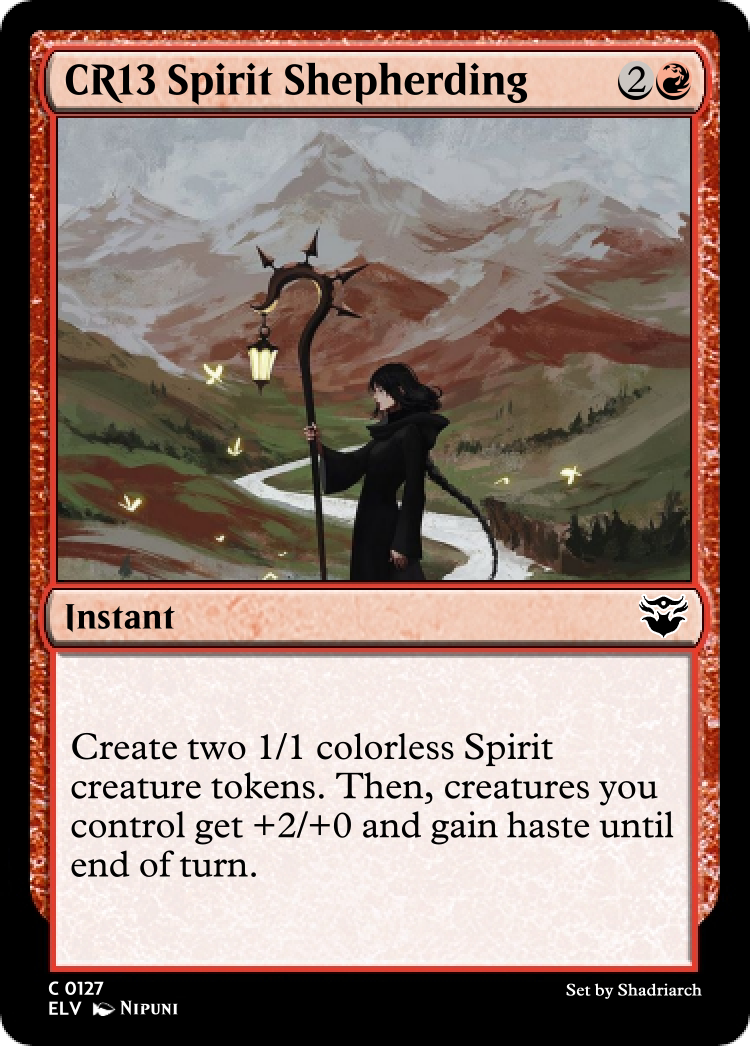 CR13 Spirit Shepherding 2
Instant
Create two 1/1 colorless Spirit
creature tokens. Then, creatures you
control get +2/+0 and gain haste until
end of turn.
C 0127
ELV Nipuni
Set by Shadriarch